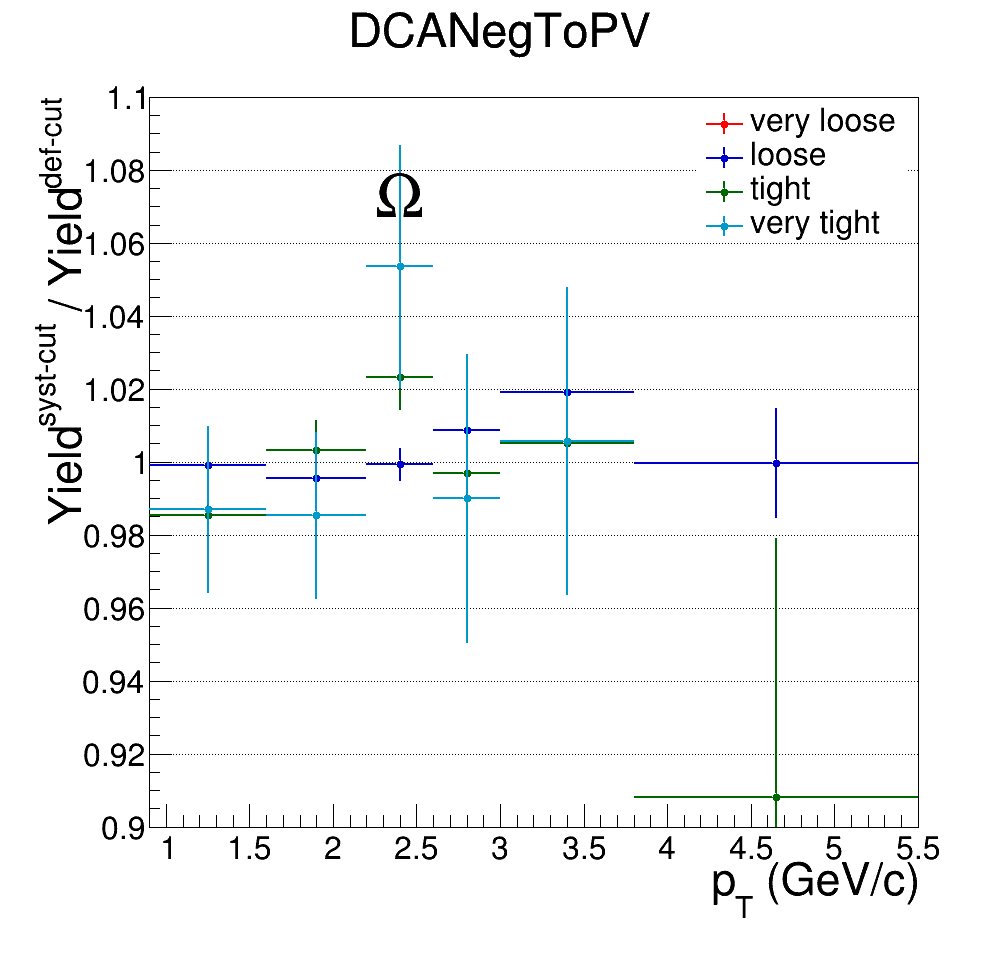 DCANegToPV
Yield^syst-cut / Yield^def-cut
1.1
1.08
1.06
1.04
1.02
1
0.98
0.96
0.94
0.92
0.9
Ω
very loose
loose
tight
very tight
1 1.5 2 2.5 3 3.5 4 4.5 5 5.5
p_T (GeV/c)